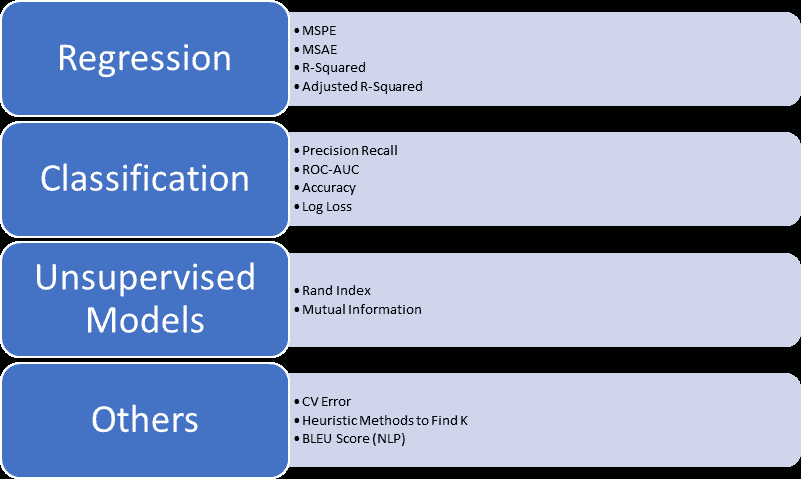 Regression
• MSPE
• MSAE
• R-Squared
• Adjusted R-Squared
Classification
• Precision Recall
• ROC-AUC
• Accuracy
• Log Loss
Unsupervised
Models
• Rand Index
• Mutual Information
Others
• CV Error
• Heuristic Methods to Find K
• BLEU Score (NLP)